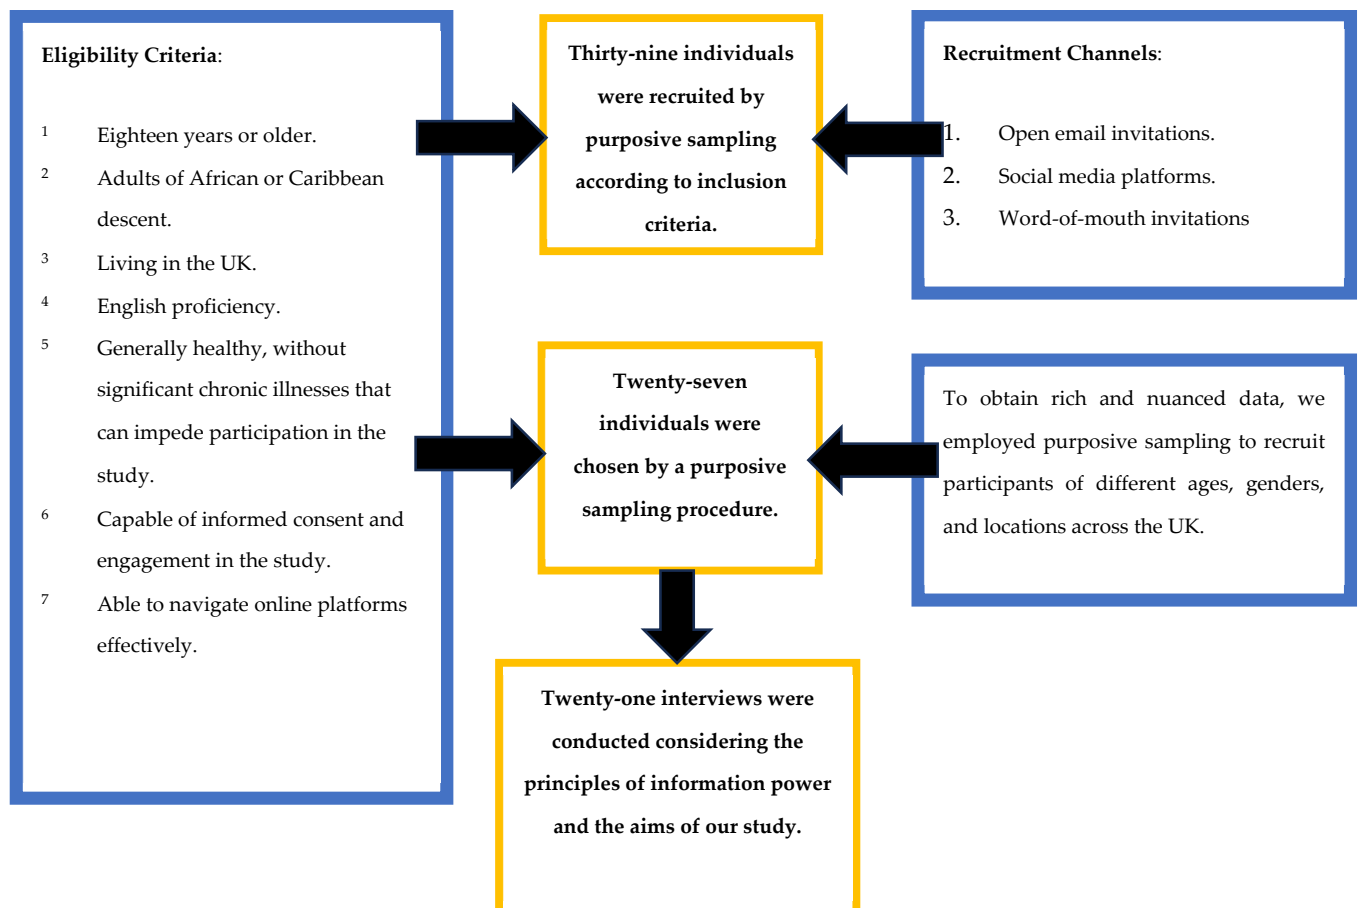 Eligibility Criteria:
1 Eighteen years or older.
2 Adults of African or Caribbean
descent.
3 Living in the UK.
4 English proficiency.
5 Generally healthy, without
significant chronic illnesses that
can impede participation in the
study.
6 Capable of informed consent and
engagement in the study.
7 Able to navigate online platforms
effectively.
Thirty-nine individuals
were recruited by
purposive sampling
according to inclusion
criteria.
Recruitment Channels:
1. Open email invitations.
2. Social media platforms.
3. Word-of-mouth invitations
Twenty-seven
individuals were
chosen by a purposive
sampling procedure.
To obtain rich and nuanced data, we
employed purposive sampling to recruit
participants of different ages, genders,
and locations across the UK.
Twenty-one interviews were
conducted considering the
principles of information power
and the aims of our study.